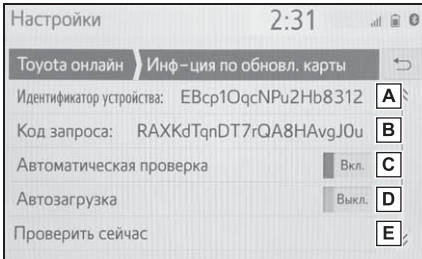 Настройки 2:31
Toyota онлайн Инф-ция по обновл. карты
Идентификатор устройства: EBcp1OqcNPu2Hb8312 A
Код запроса: RAXKdTqnDT7rQA8HAvgJ0u B
Автоматическая проверка Вкл. C
Автозагрузка Выкл. D
Проверить сейчас E